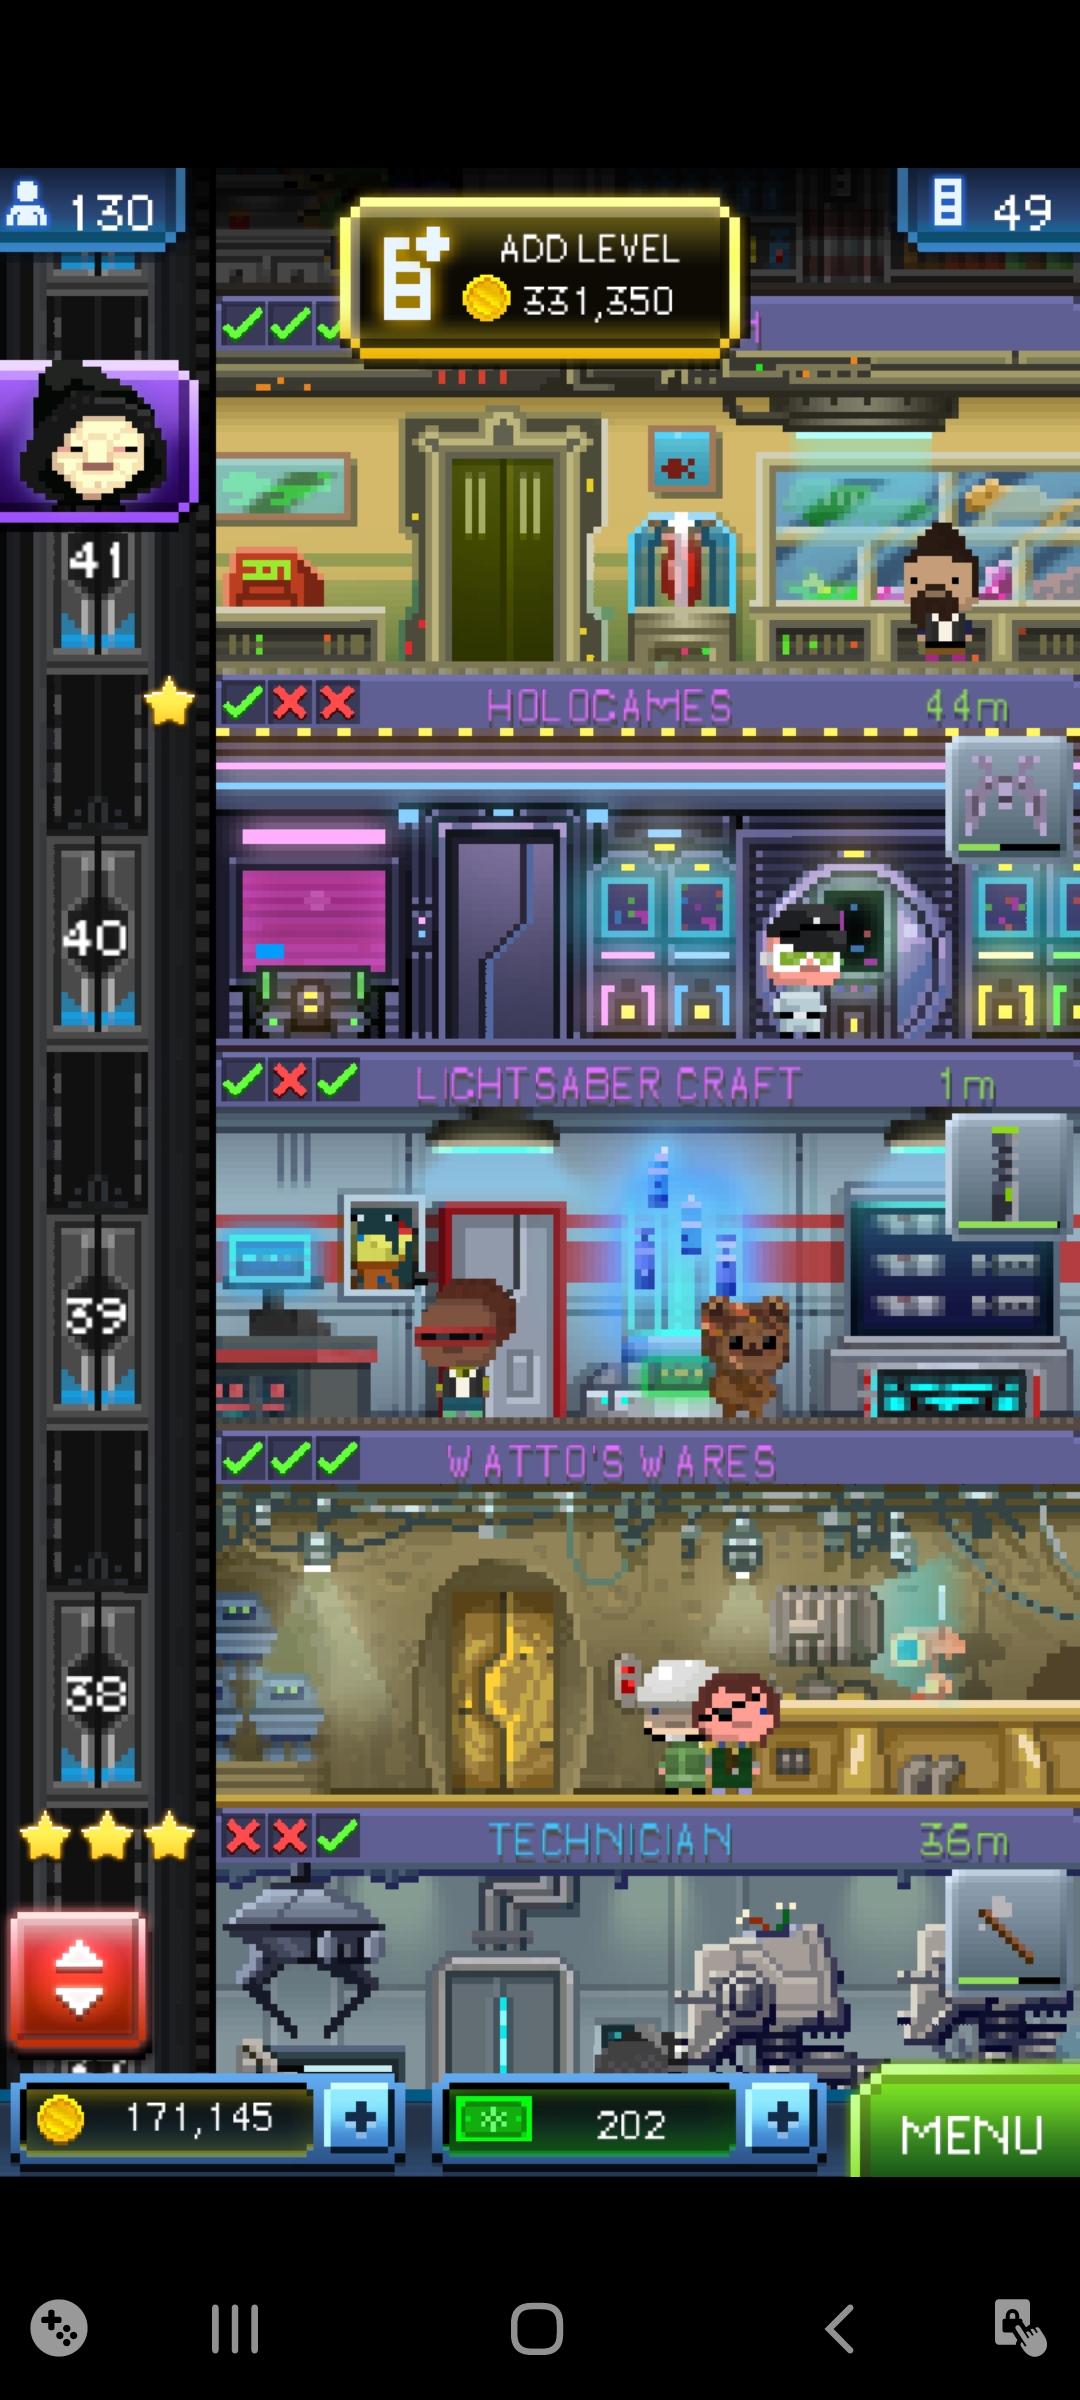 130
ADD LEVEL
331,350
49
41
HOLOGAMES 44m
40
LIGHTSABER CRAFT 1m
39
WATTO'S WARES
38
TECHNICIAN 36m
171,145
202
MENU